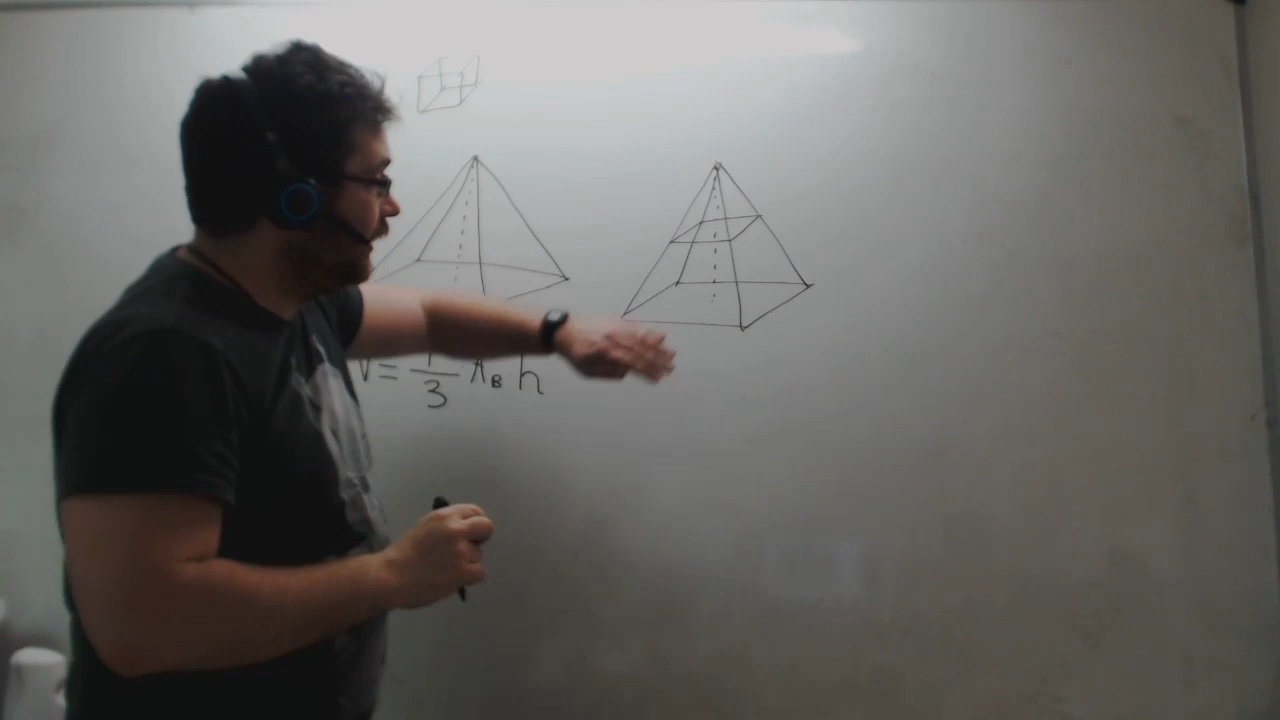 V = 1/3 · A_B · h